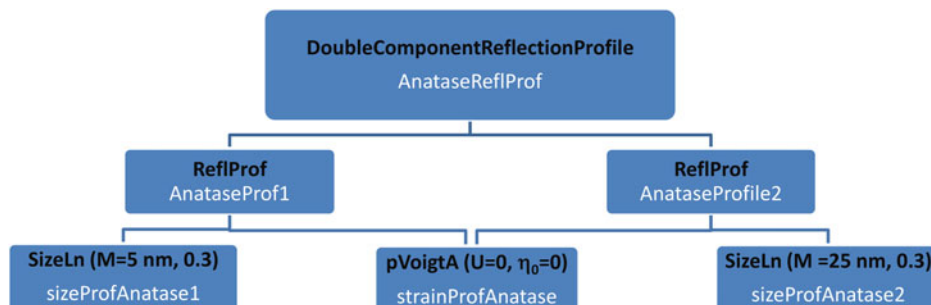 DoubleComponentReflectionProfile
AnataseReflProf
ReflProf
AnataseProf1
ReflProf
AnataseProfile2
SizeLn (M=5 nm, 0.3)
sizeProfAnatase1
pVoigtA (U=0, η₀=0)
strainProfAnatase
SizeLn (M =25 nm, 0.3)
sizeProfAnatase2